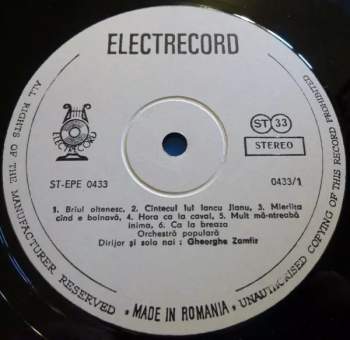 ELECTRECORD
ALL RIGHTS OF THE MANUFACTURER RESERVED
UNAUTHORISED COPYING OF THIS RECORD PROHIBITED
ELECTRECORD
ST 33
STEREO
ST-EPE 0433
0433/1
1. Brîul oltenesc, 2. Cîntecul lui Iancu Jianu, 3. Mierlița
cînd e bolnavă, 4. Hora ca la caval, 5. Mult mă-ntreabă
inima, 6. Ca la breaza
Orchestră populară
Dirijor și solo nai : Gheorghe Zamfir
• MADE IN ROMANIA •